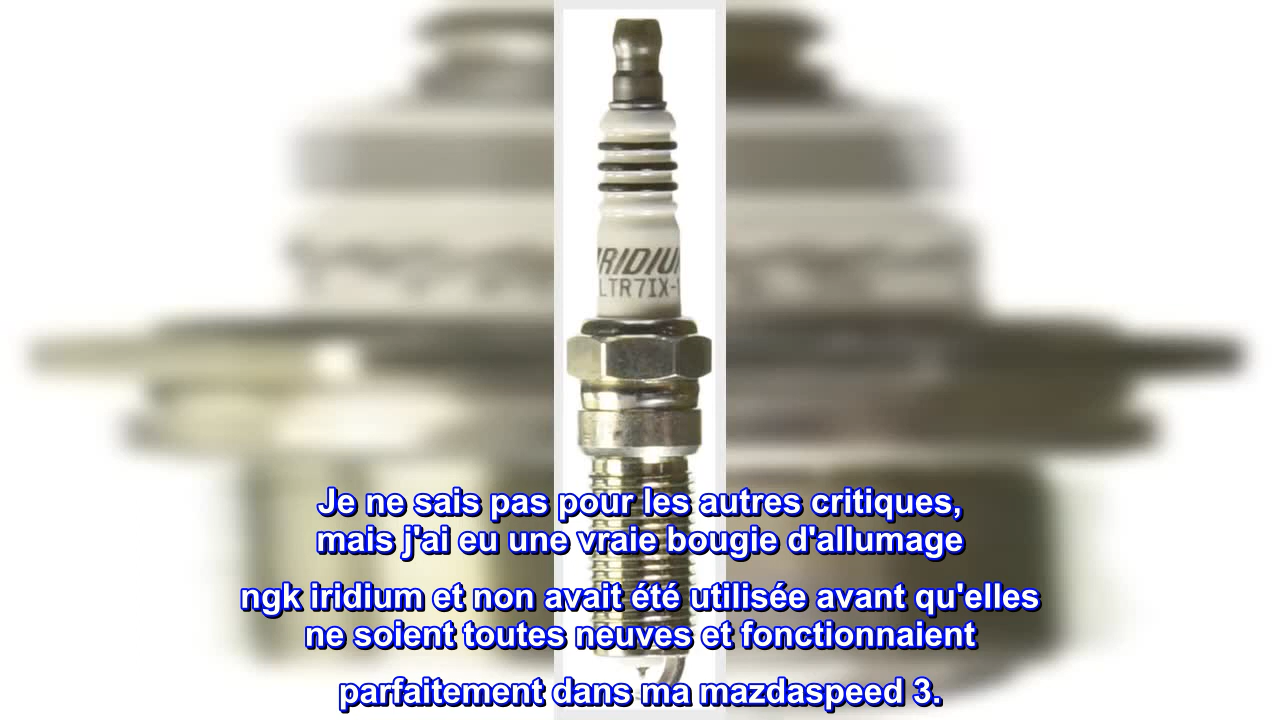 IRIDIUM
LTR7IX-
Je ne sais pas pour les autres critiques,
mais j'ai eu une vraie bougie d'allumage
ngk iridium et non avait été utilisée avant qu'elles
ne soient toutes neuves et fonctionnaient
parfaitement dans ma mazdaspeed 3.